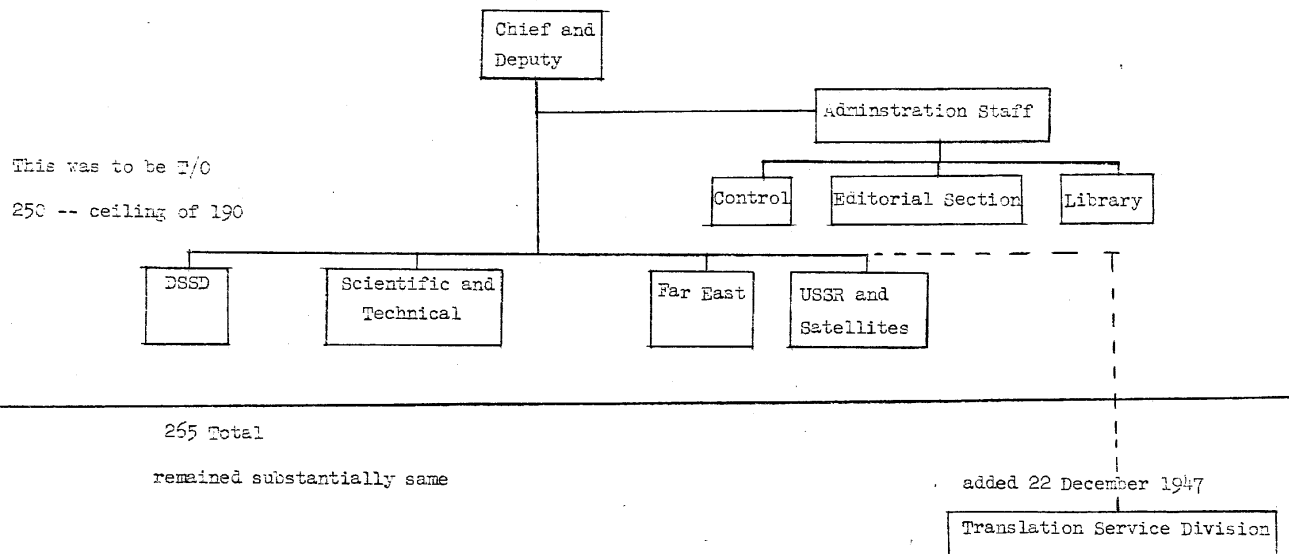 Chief and
Deputy
Adminstration Staff
This was to be T/O
250 -- ceiling of 190
Control
Editorial Section
Library
DSSD
Scientific and
Technical
Far East
USSR and
Satellites
265 Total
remained substantially same
added 22 December 1947
Translation Service Division